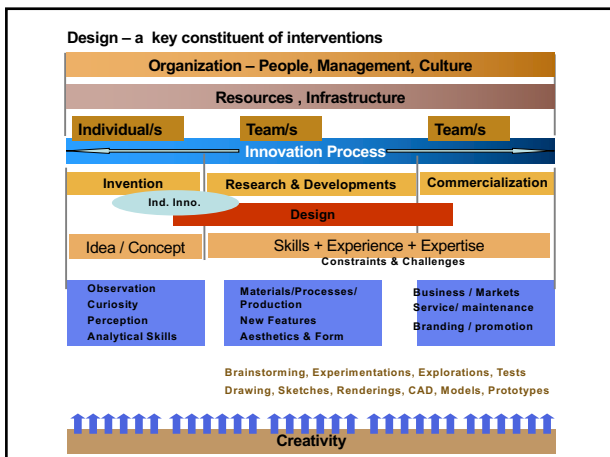 Design – a key constituent of interventions
Organization – People, Management, Culture
Resources , Infrastructure
Individual/s
Team/s
Team/s
Innovation Process
Invention
Research & Developments
Commercialization
Ind. Inno.
Design
Idea / Concept
Skills + Experience + Expertise
Constraints & Challenges
Observation
Curiosity
Perception
Analytical Skills
Materials/Processes/
Production
New Features
Aesthetics & Form
Business / Markets
Service/ maintenance
Branding / promotion
Brainstorming, Experimentations, Explorations, Tests
Drawing, Sketches, Renderings, CAD, Models, Prototypes
Creativity